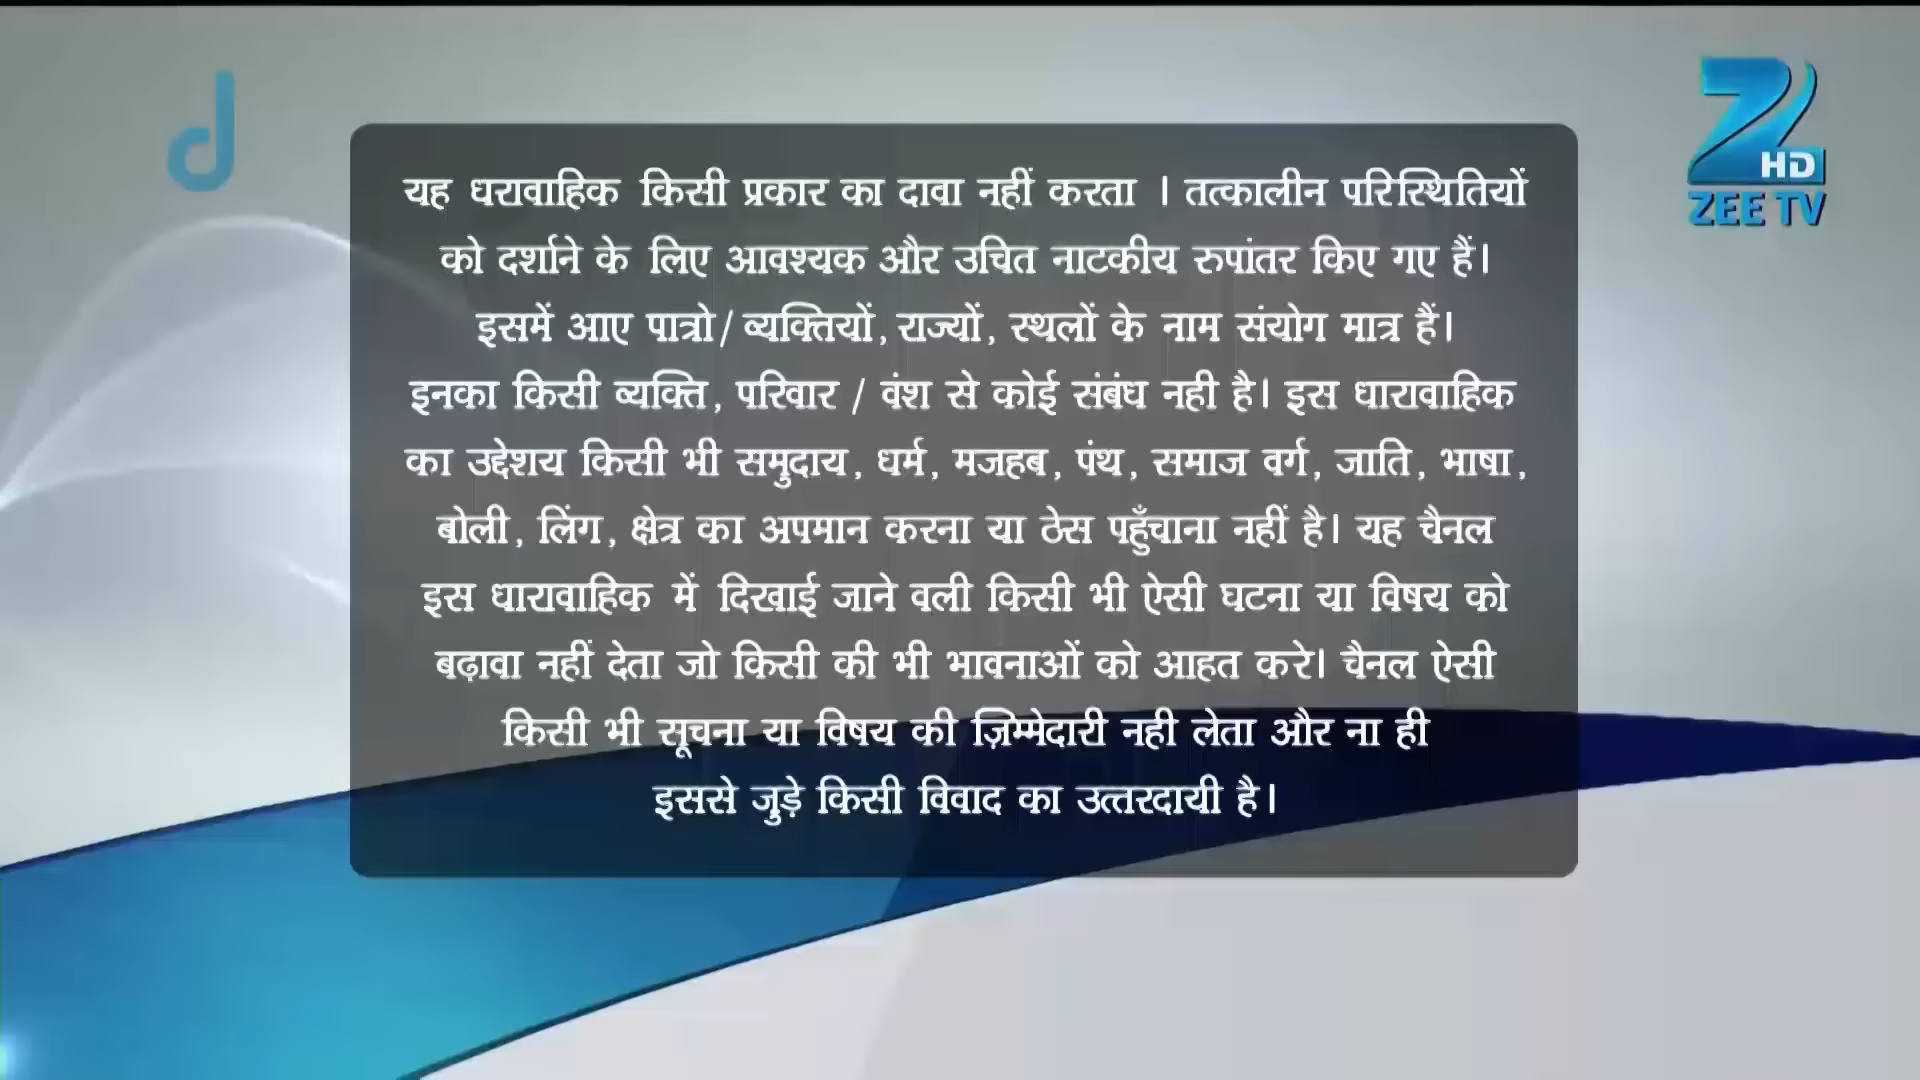 d
यह धरावाहिक किसी प्रकार का दावा नहीं करता । तत्कालीन परिस्थितियों
को दर्शाने के लिए आवश्यक और उचित नाटकीय रुपांतर किए गए हैं।
इसमें आए पात्रो/ व्यक्तियों, राज्यों, स्थलों के नाम संयोग मात्र हैं।
इनका किसी व्यक्ति, परिवार / वंश से कोई संबंध नही है। इस धारावाहिक
का उद्देशय किसी भी समुदाय, धर्म, मजहब, पंथ, समाज वर्ग, जाति, भाषा,
बोली, लिंग, क्षेत्र का अपमान करना या ठेस पहुँचाना नहीं है। यह चैनल
इस धारावाहिक में दिखाई जाने वली किसी भी ऐसी घटना या विषय को
बढ़ावा नहीं देता जो किसी की भी भावनाओं को आहत करे। चैनल ऐसी
किसी भी सूचना या विषय की ज़िम्मेदारी नही लेता और ना ही
इससे जुड़े किसी विवाद का उत्तरदायी है।
Z
HD
ZEE TV